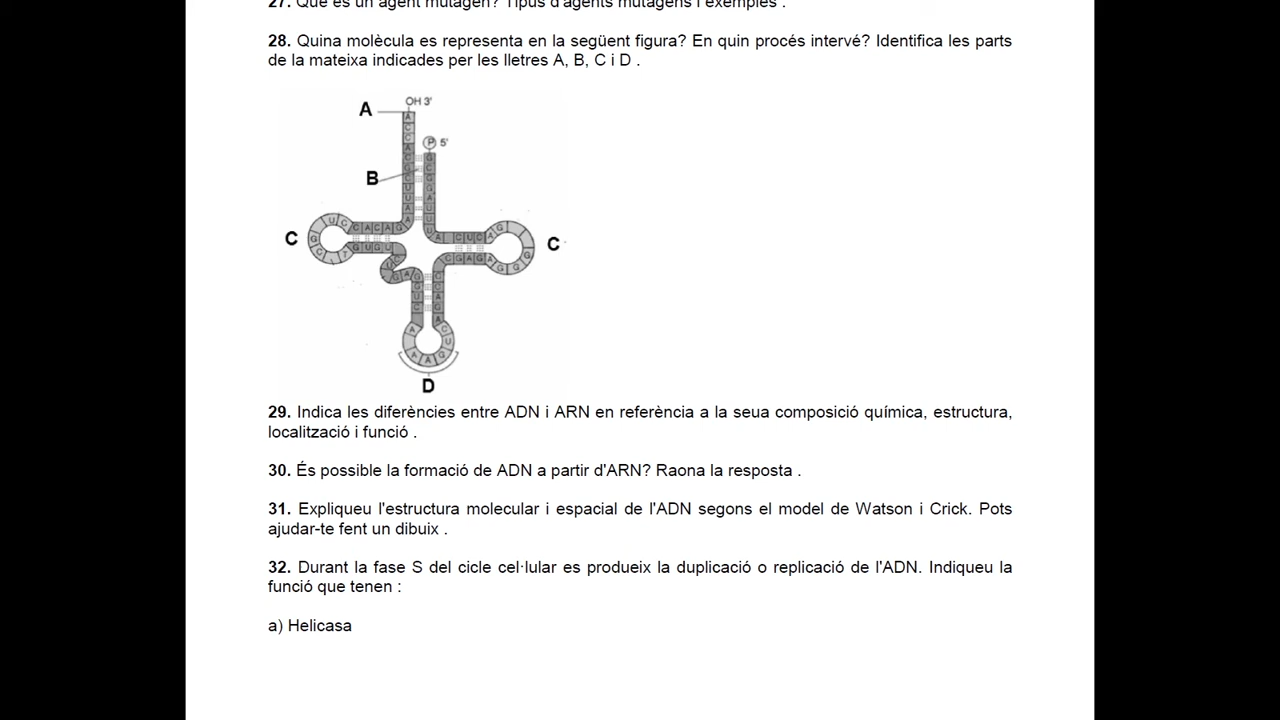 27. Què és un agent mutagen? Tipus d'agents mutagens i exemples .
28. Quina molècula es representa en la següent figura? En quin procés intervé? Identifica les parts
de la mateixa indicades per les lletres A, B, C i D .
OH 3'
A
P 5'
B
C
C
D
29. Indica les diferències entre ADN i ARN en referència a la seua composició química, estructura,
localització i funció .
30. És possible la formació de ADN a partir d'ARN? Raona la resposta .
31. Expliqueu l'estructura molecular i espacial de l'ADN segons el model de Watson i Crick. Pots
ajudar-te fent un dibuix .
32. Durant la fase S del cicle cel·lular es produeix la duplicació o replicació de l'ADN. Indiqueu la
funció que tenen :
a) Helicasa